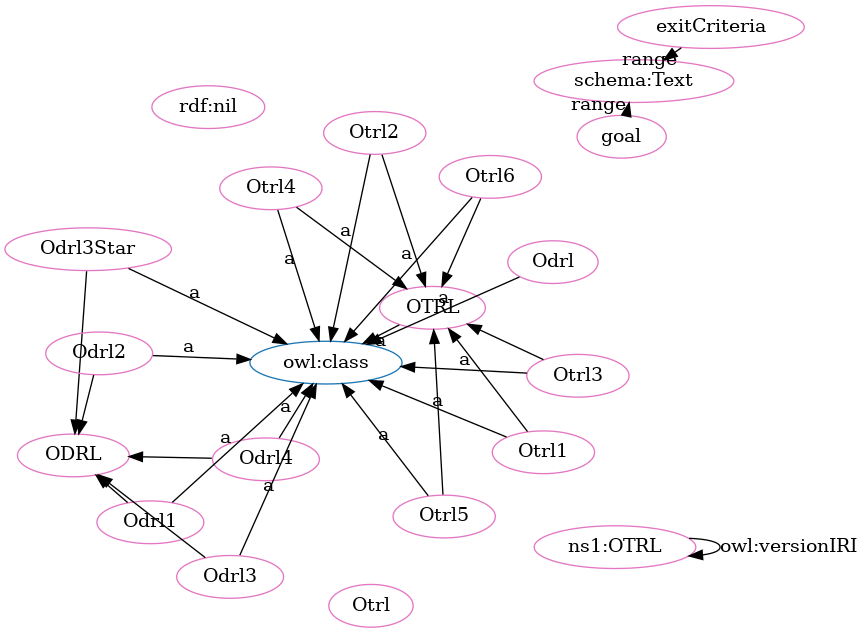 exitCriteria
range
schema:Text
range
rdf:nil
goal
Otrl2
Otrl4
Otrl6
a
Odrl3Star
a
a
Odrl
a
a
OTRL
a
Odrl2
a
owl:class
a
Otrl3
a
a
a
ODRL
a
Odrl4
Otrl1
a
Odrl1
Otrl5
ns1:OTRL
owl:versionIRI
Odrl3
Otrl